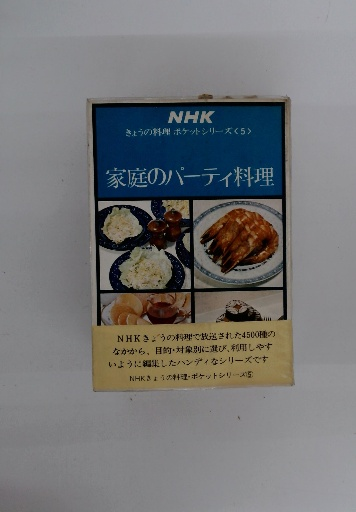 NHK
きょうの料理 ポケットシリーズ<5>
家庭のパーティ料理
NHKきょうの料理で放送された4500種の
なかから、目的・対象別に選び、利用しやす
いように編集したハンディなシリーズです
NHKきょうの料理・ポケットシリーズ5